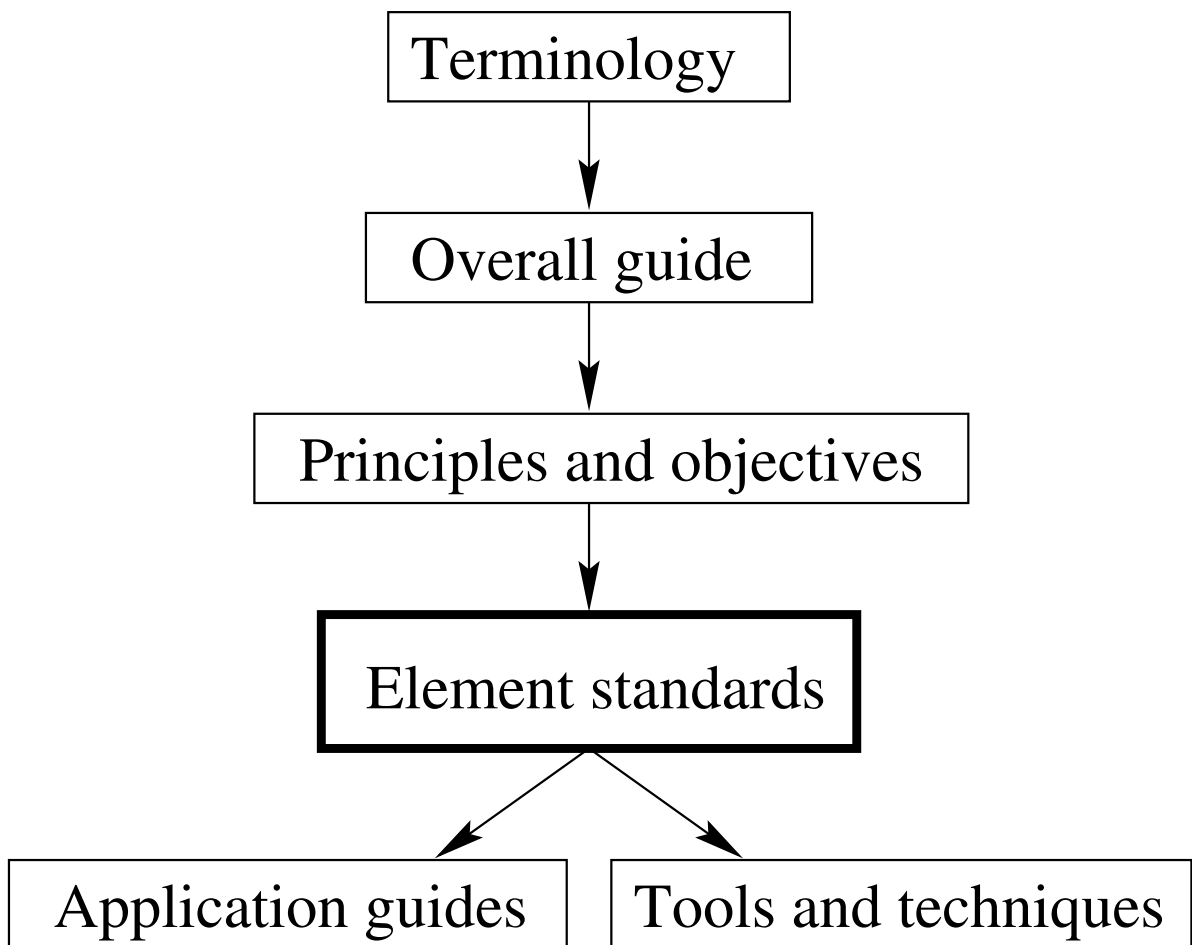 Terminology
Overall guide
Principles and objectives
Element standards
Application guides
Tools and techniques